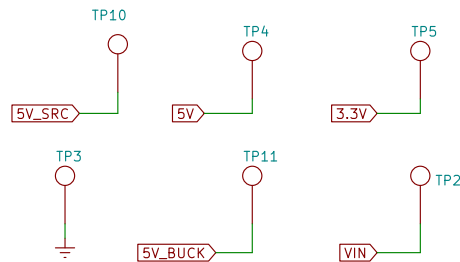 TP10
TP4
TP5
5V_SRC
5V
3.3V
TP3
TP11
TP2
5V_BUCK
VIN